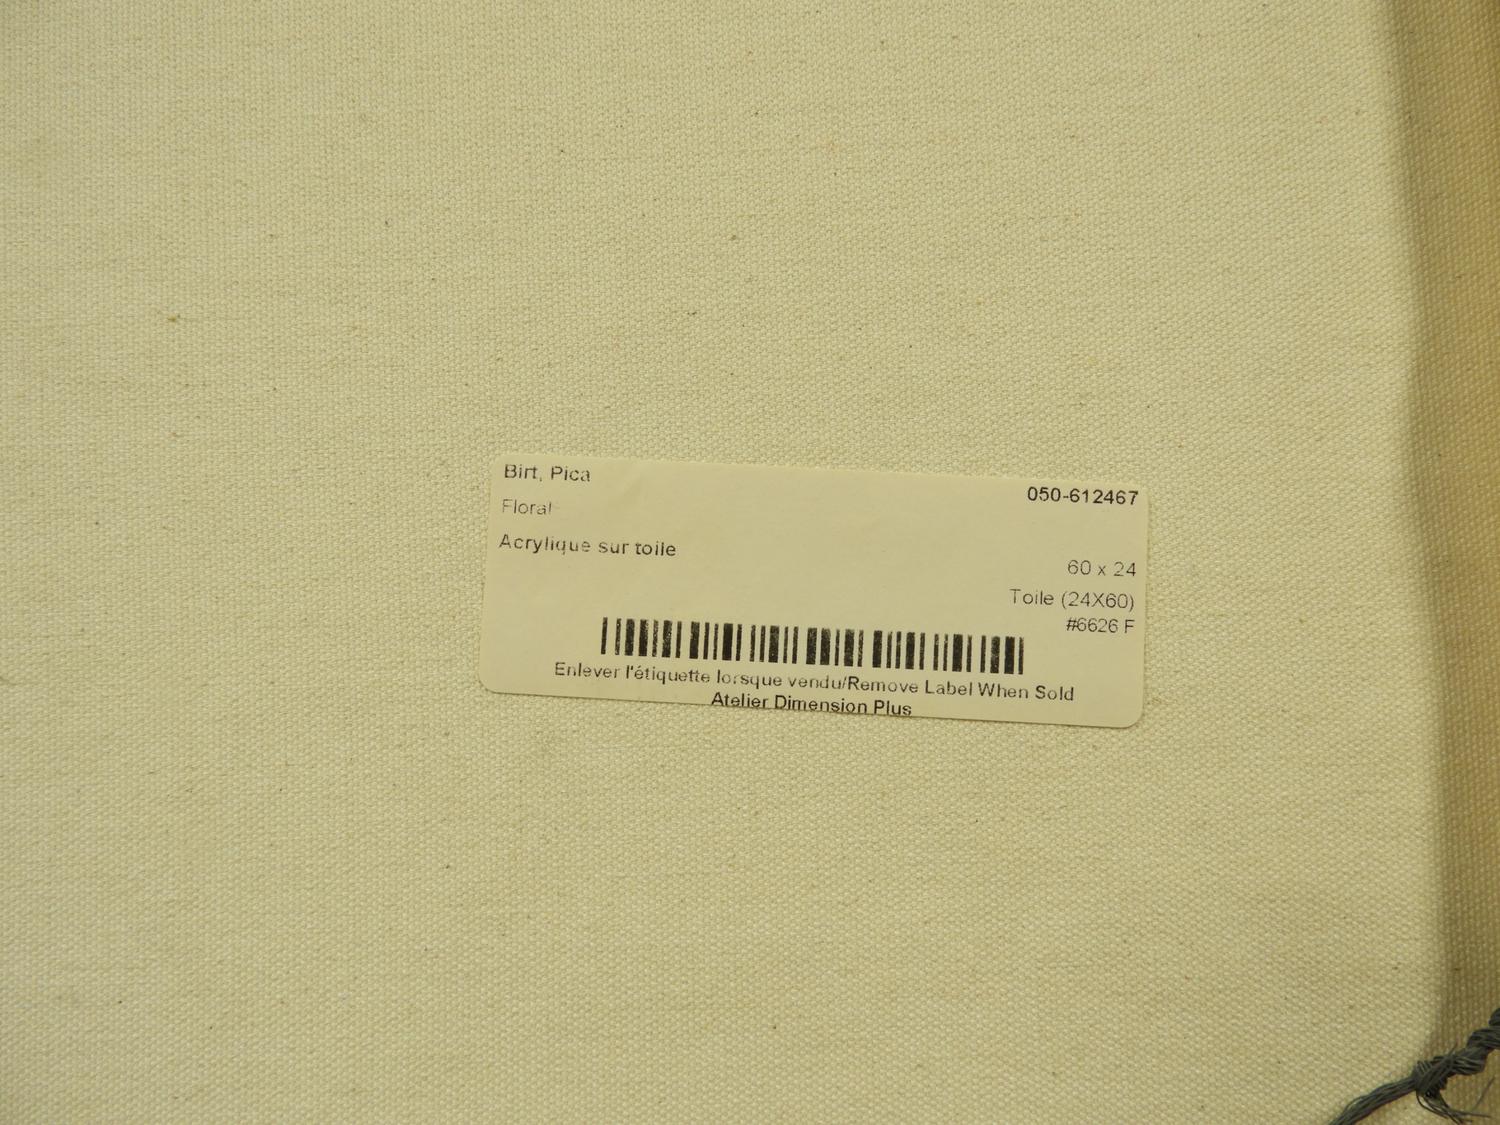 Birt, Pica
050-612467
Floral
Acrylique sur toile
60 x 24
Toile (24X60)
#6626 F
Enlever l'étiquette lorsque vendu/Remove Label When Sold
Atelier Dimension Plus